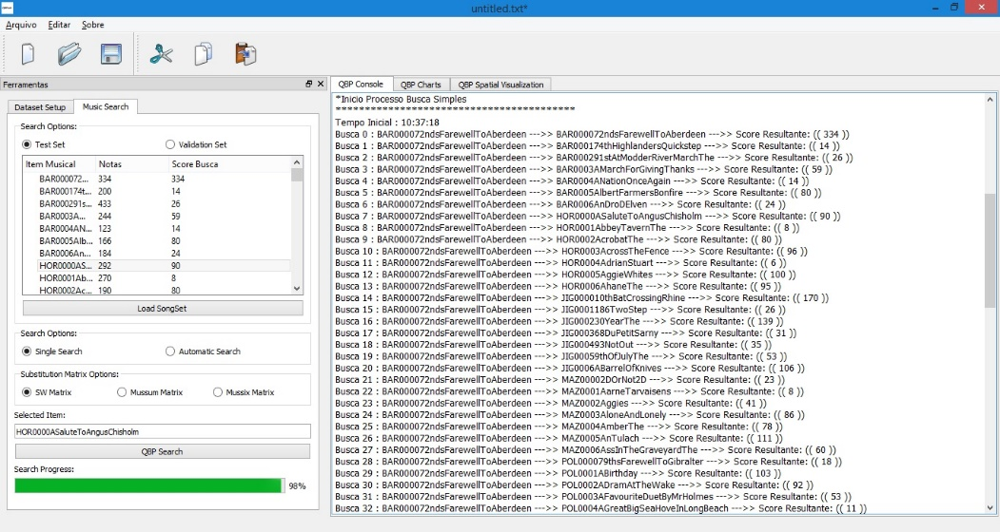 untitled.txt*
Arquivo Editar Sobre
Ferramentas
Dataset Setup Music Search
Search Options:
Test Set Validation Set
Item Musical Notas Score Busca
BAR000072... 334 334
BAR000174t... 200 14
BAR000291s... 433 26
BAR0003A... 244 59
BAR0004AN... 123 14
BAR0005Alb... 166 80
BAR0006An... 184 24
HOR0000AS... 292 90
HOR0001Ab... 270 8
HOR0002Ac... 190 80
Load SongSet
Search Options:
Single Search Automatic Search
Substitution Matrix Options:
SW Matrix Mussum Matrix Mussix Matrix
Selected Item:
HOR0000ASaluteToAngusChisholm
QBP Search
Search Progress:
98%
QBP Console QBP Charts QBP Spatial Visualization
*Inicio Processo Busca Simples
*****************************************
Tempo Inicial : 10:37:18
Busca 0 : BAR000072ndsFarewellToAberdeen --->> BAR000072ndsFarewellToAberdeen --->> Score Resultante: (( 334 ))
Busca 1 : BAR000072ndsFarewellToAberdeen --->> BAR000174thHighlandersQuickstep --->> Score Resultante: (( 14 ))
Busca 2 : BAR000072ndsFarewellToAberdeen --->> BAR000291stAtModderRiverMarchThe --->> Score Resultante: (( 26 ))
Busca 3 : BAR000072ndsFarewellToAberdeen --->> BAR0003AMarchForGivingThanks --->> Score Resultante: (( 59 ))
Busca 4 : BAR000072ndsFarewellToAberdeen --->> BAR0004ANationOnceAgain --->> Score Resultante: (( 14 ))
Busca 5 : BAR000072ndsFarewellToAberdeen --->> BAR0005AlbertFarmersBonfire --->> Score Resultante: (( 80 ))
Busca 6 : BAR000072ndsFarewellToAberdeen --->> BAR0006AnDroDElven --->> Score Resultante: (( 24 ))
Busca 7 : BAR000072ndsFarewellToAberdeen --->> HOR0000ASaluteToAngusChisholm --->> Score Resultante: (( 90 ))
Busca 8 : BAR000072ndsFarewellToAberdeen --->> HOR0001AbbeyTavernThe --->> Score Resultante: (( 8 ))
Busca 9 : BAR000072ndsFarewellToAberdeen --->> HOR0002AcrobatThe --->> Score Resultante: (( 80 ))
Busca 10 : BAR000072ndsFarewellToAberdeen --->> HOR0003AcrossTheFence --->> Score Resultante: (( 96 ))
Busca 11 : BAR000072ndsFarewellToAberdeen --->> HOR0004AdrianStuart --->> Score Resultante: (( 6 ))
Busca 12 : BAR000072ndsFarewellToAberdeen --->> HOR0005AggieWhites --->> Score Resultante: (( 100 ))
Busca 13 : BAR000072ndsFarewellToAberdeen --->> HOR0006AhaneThe --->> Score Resultante: (( 95 ))
Busca 14 : BAR000072ndsFarewellToAberdeen --->> JIG000010thBatCrossingRhine --->> Score Resultante: (( 170 ))
Busca 15 : BAR000072ndsFarewellToAberdeen --->> JIG0001186TwoStep --->> Score Resultante: (( 26 ))
Busca 16 : BAR000072ndsFarewellToAberdeen --->> JIG000230YearThe --->> Score Resultante: (( 139 ))
Busca 17 : BAR000072ndsFarewellToAberdeen --->> JIG000368DuPetitSarny --->> Score Resultante: (( 31 ))
Busca 18 : BAR000072ndsFarewellToAberdeen --->> JIG000493NotOut --->> Score Resultante: (( 35 ))
Busca 19 : BAR000072ndsFarewellToAberdeen --->> JIG00059thOfJulyThe --->> Score Resultante: (( 53 ))
Busca 20 : BAR000072ndsFarewellToAberdeen --->> JIG0006ABarrelOfKnives --->> Score Resultante: (( 106 ))
Busca 21 : BAR000072ndsFarewellToAberdeen --->> MAZ00002DOrNot2D --->> Score Resultante: (( 23 ))
Busca 22 : BAR000072ndsFarewellToAberdeen --->> MAZ0001AarneTarvaisens --->> Score Resultante: (( 8 ))
Busca 23 : BAR000072ndsFarewellToAberdeen --->> MAZ0002Aggies --->> Score Resultante: (( 41 ))
Busca 24 : BAR000072ndsFarewellToAberdeen --->> MAZ0003AloneAndLonely --->> Score Resultante: (( 86 ))
Busca 25 : BAR000072ndsFarewellToAberdeen --->> MAZ0004AmberThe --->> Score Resultante: (( 78 ))
Busca 26 : BAR000072ndsFarewellToAberdeen --->> MAZ0005AnTulach --->> Score Resultante: (( 111 ))
Busca 27 : BAR000072ndsFarewellToAberdeen --->> MAZ0006AssInTheGraveyardThe --->> Score Resultante: (( 60 ))
Busca 28 : BAR000072ndsFarewellToAberdeen --->> POL000079thsFarewellToGibralter --->> Score Resultante: (( 18 ))
Busca 29 : BAR000072ndsFarewellToAberdeen --->> POL0001ABirthday --->> Score Resultante: (( 103 ))
Busca 30 : BAR000072ndsFarewellToAberdeen --->> POL0002ADramAtTheWake --->> Score Resultante: (( 92 ))
Busca 31 : BAR000072ndsFarewellToAberdeen --->> POL0003AFavouriteDuetByMrHolmes --->> Score Resultante: (( 53 ))
Busca 32 : BAR000072ndsFarewellToAberdeen --->> POL0004AGreatBigSeaHoveInLongBeach --->> Score Resultante: (( 11 ))